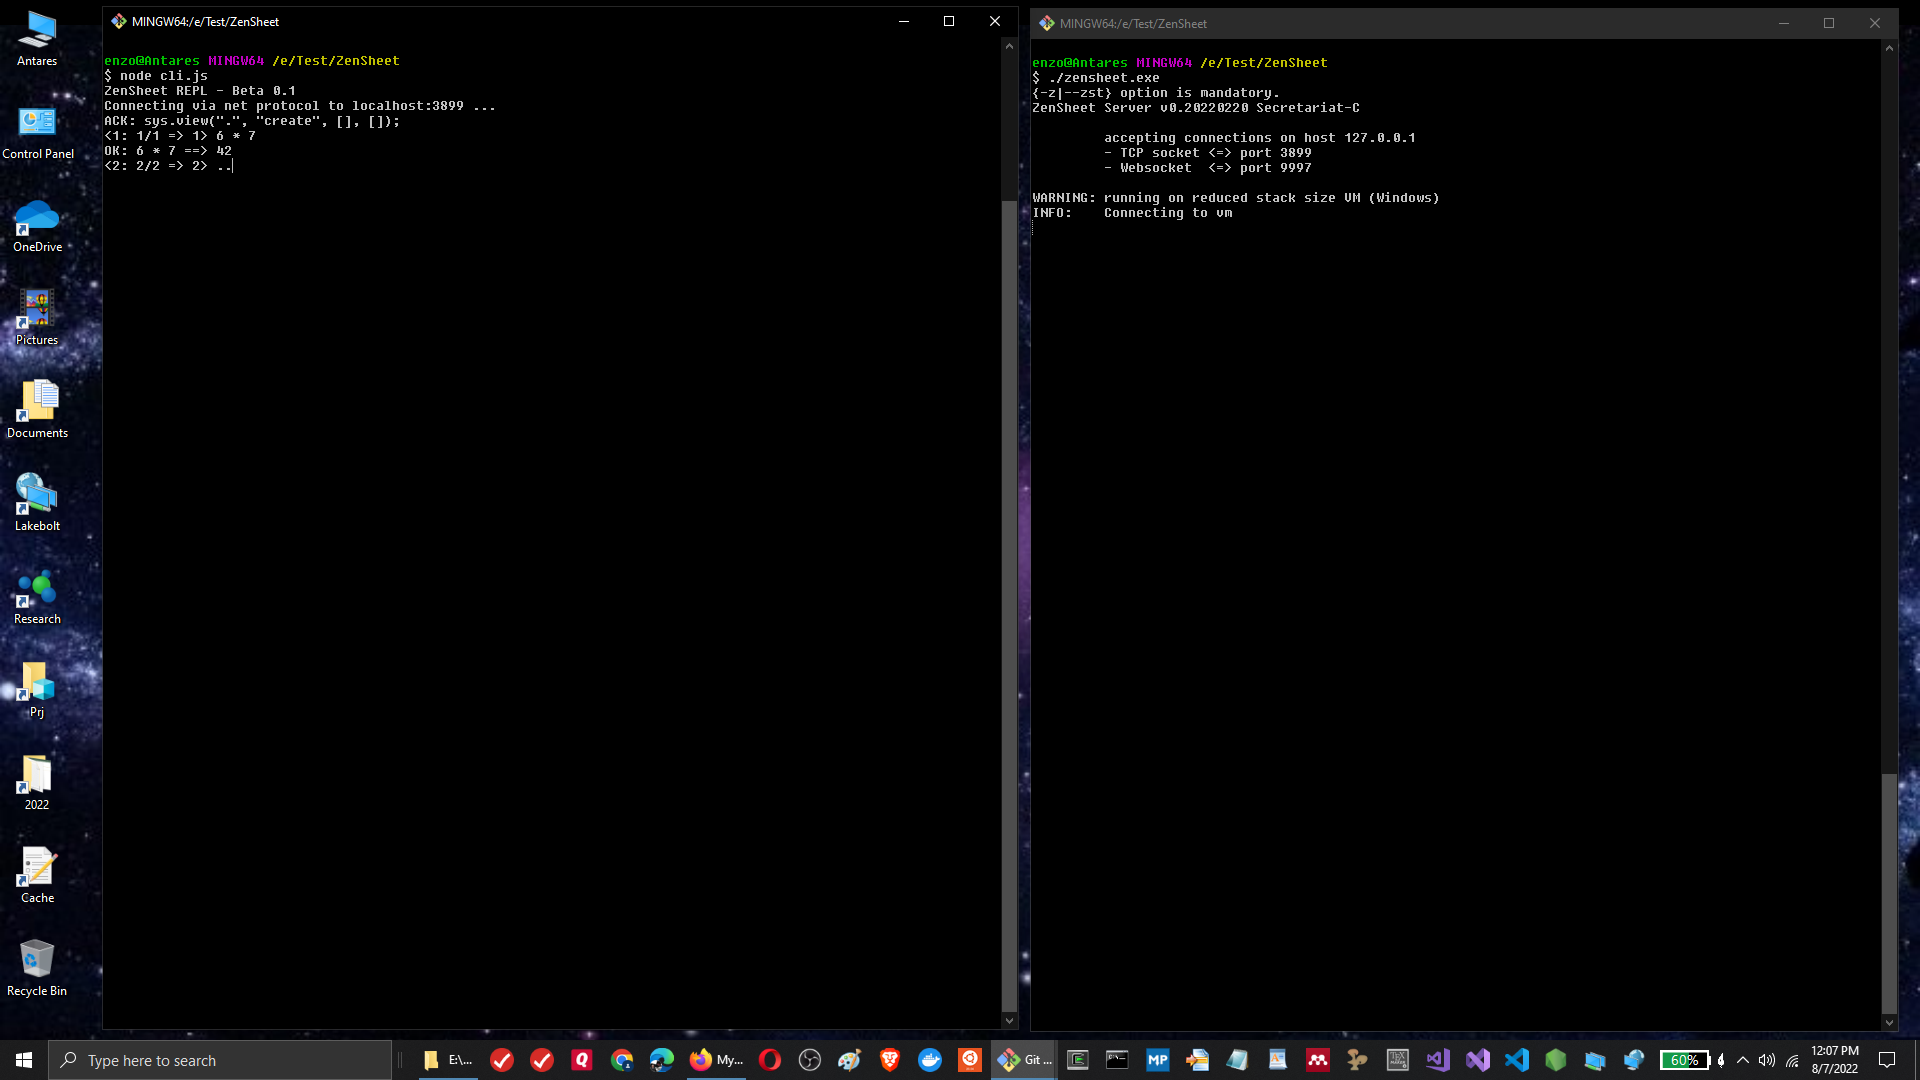 Antares
Control Panel
OneDrive
Pictures
Documents
Lakebolt
Research
Prj
2022
Cache
Recycle Bin
MINGW64:/e/Test/ZenSheet
enzo@Antares MINGW64 /e/Test/ZenSheet
$ node cli.js
ZenSheet REPL - Beta 0.1
Connecting via net protocol to localhost:3899 ...
ACK: sys.view(".", "create", [], []);
<1: 1/1 => 1> 6 * 7
OK: 6 * 7 ==> 42
<2: 2/2 => 2> ..
MINGW64:/e/Test/ZenSheet
enzo@Antares MINGW64 /e/Test/ZenSheet
$ ./zensheet.exe
{-z|--zst} option is mandatory.
ZenSheet Server v0.20220220 Secretariat-C
accepting connections on host 127.0.0.1
- TCP socket <=> port 3899
- Websocket  <=> port 9997
WARNING: running on reduced stack size VM (Windows)
INFO:    Connecting to vm
Type here to search
E:\...
My...
Git ...
MP
60%
12:07 PM
8/7/2022